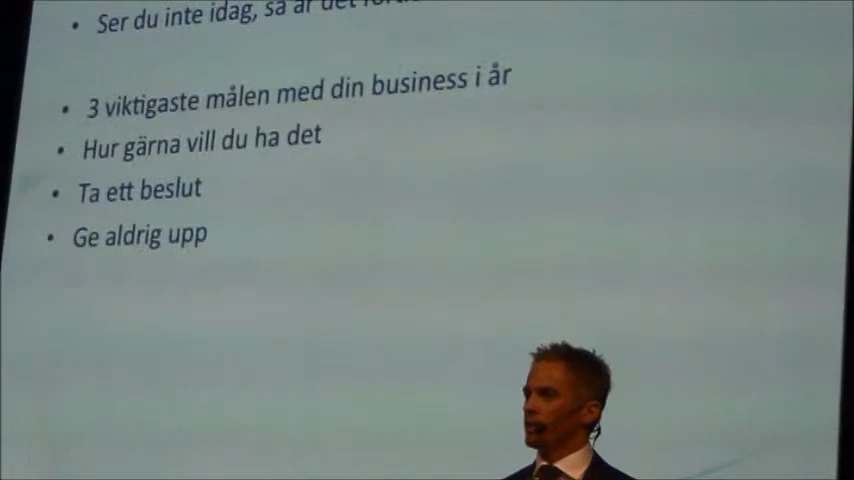 • Ser du inte idag, så är det
• 3 viktigaste målen med din business i år
• Hur gärna vill du ha det
• Ta ett beslut
• Ge aldrig upp